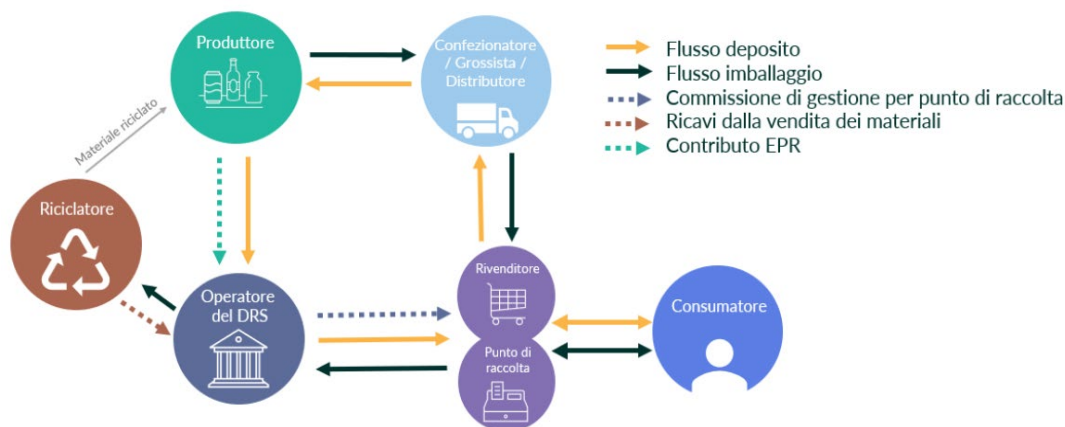 Produttore
Confezionatore
/ Grossista /
Distributore
Flusso deposito
Flusso imballaggio
Commissione di gestione per punto di raccolta
Ricavi dalla vendita dei materiali
Contributo EPR
Materiale riciclato
Riciclatore
Operatore
del DRS
Rivenditore
Punto di
raccolta
Consumatore